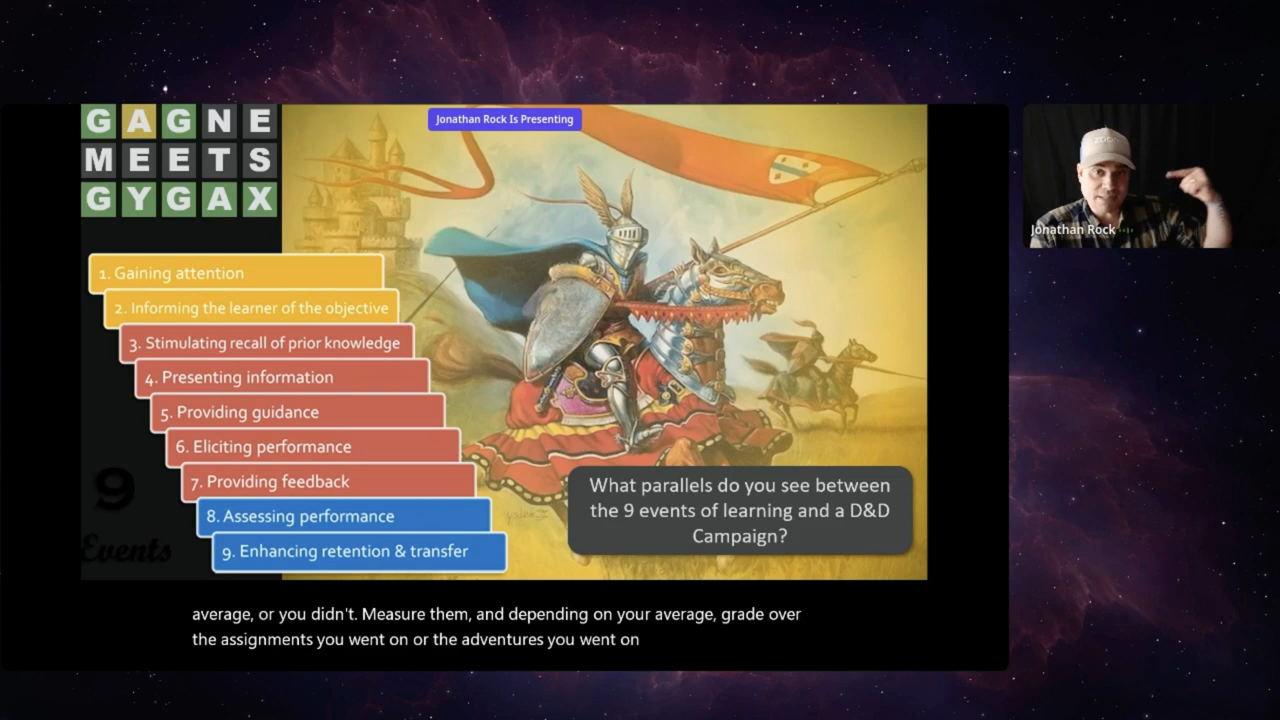 GAGNE
MEETS
GYGAX
Jonathan Rock Is Presenting
1. Gaining attention
2. Informing the learner of the objective
3. Stimulating recall of prior knowledge
4. Presenting information
5. Providing guidance
6. Eliciting performance
7. Providing feedback
8. Assessing performance
9. Enhancing retention & transfer
9
Events
What parallels do you see between
the 9 events of learning and a D&D
Campaign?
Jonathan Rock
average, or you didn't. Measure them, and depending on your average, grade over
the assignments you went on or the adventures you went on